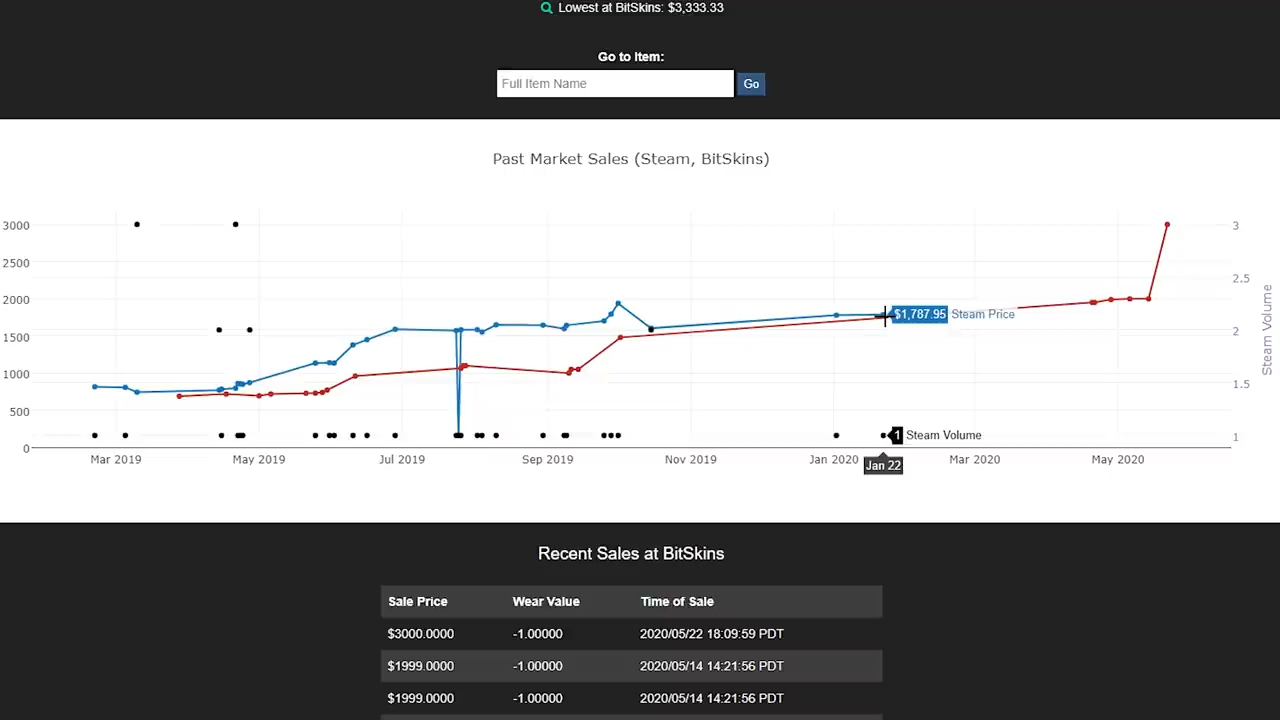 Lowest at BitSkins: $3,333.33
Go to Item:
Full Item Name Go
Past Market Sales (Steam, BitSkins)
3000 3
2500 2.5
2000
$1,787.95 Steam Price
1500 2
1000 1.5
500
1 Steam Volume 1
0
Steam Volume
Mar 2019 May 2019 Jul 2019 Sep 2019 Nov 2019 Jan 2020 Jan 22 Mar 2020 May 2020
Recent Sales at BitSkins
Sale Price Wear Value Time of Sale
$3000.0000 -1.00000 2020/05/22 18:09:59 PDT
$1999.0000 -1.00000 2020/05/14 14:21:56 PDT
$1999.0000 -1.00000 2020/05/14 14:21:56 PDT